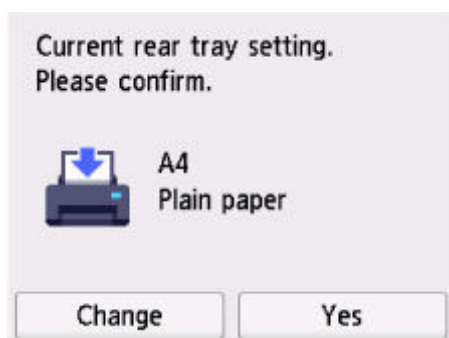 Current rear tray setting.
Please confirm.
A4
Plain paper
Change
Yes